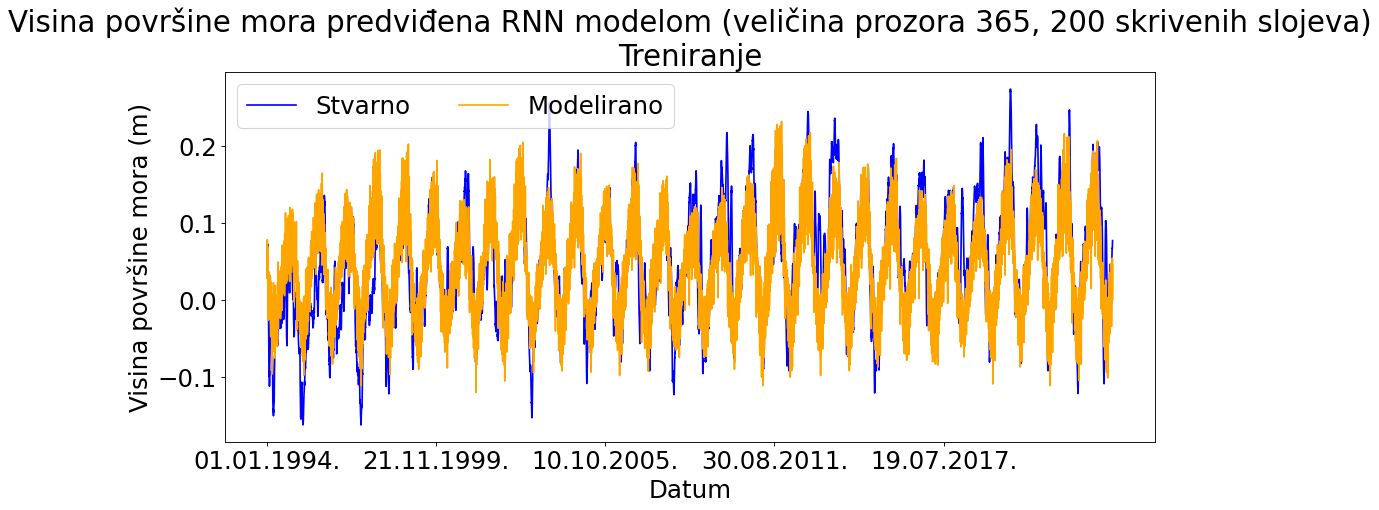 Visina površine mora predviđena RNN modelom (veličina prozora 365, 200 skrivenih slojeva)
Treniranje
Stvarno Modelirano
Visina površine mora (m)
0.2
0.1
0.0
−0.1
01.01.1994. 21.11.1999. 10.10.2005. 30.08.2011. 19.07.2017.
Datum